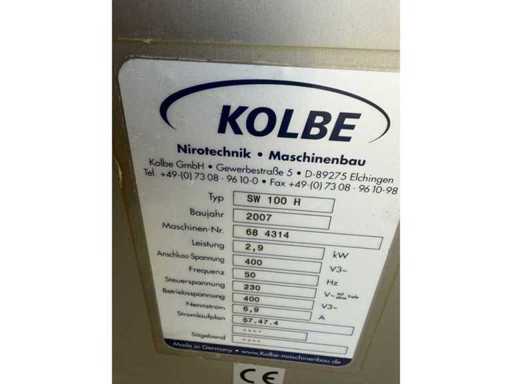 KOLBE
Nirotechnik • Maschinenbau
Kolbe GmbH • Gewerbestraße 5 • D-89275 Elchingen
Tel +49-(0) 73 08 - 96 10-0 • Fax +49-(0) 73 08 - 96 10-98
Typ SW 100 H
Baujahr 2007
Maschinen-Nr. 68 4314
Leistung 2,9 kW
Anschluss-Spannung 400 V3~
Frequenz 50 Hz
Steuerspannung 230 V~
Betriebsspannung 400 V3~
Nennstrom 6,9 A
Stromlaufplan 67.47.4
----
Sägeband ----
Made in Germany • www.Kolbe-maschinenbau.de
CE